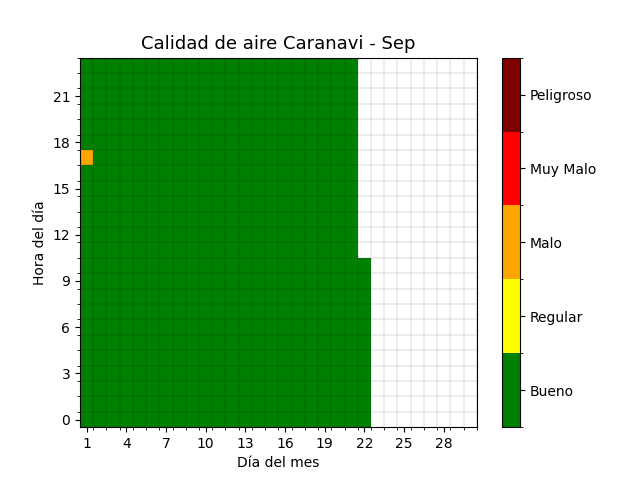 Calidad de aire Caranavi - Sep
Hora del día
21
18
15
12
9
6
3
0
1 4 7 10 13 16 19 22 25 28
Día del mes
Peligroso
Muy Malo
Malo
Regular
Bueno